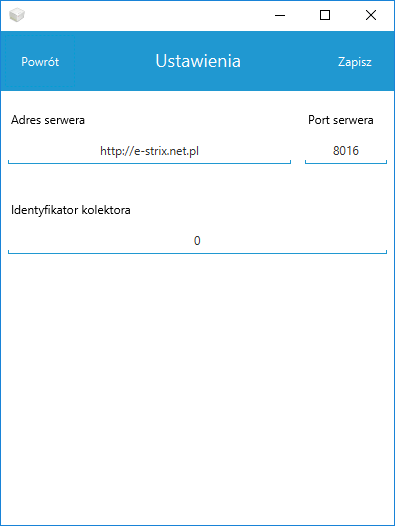 Powrót Ustawienia Zapisz
Adres serwera Port serwera
http://e-strix.net.pl 8016
Identyfikator kolektora
0